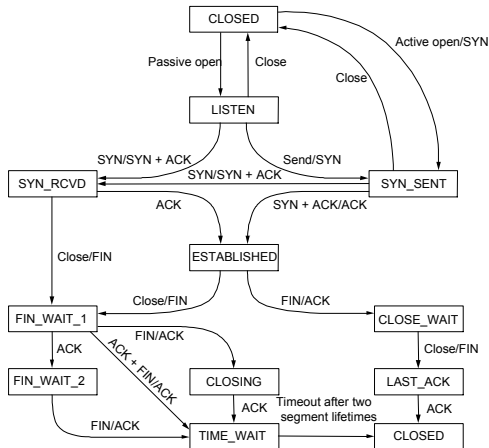 CLOSED
Active open/SYN
Passive open
Close
Close
LISTEN
SYN/SYN + ACK
Send/SYN
SYN/SYN + ACK
SYN_RCVD
SYN_SENT
ACK
SYN + ACK/ACK
ESTABLISHED
Close/FIN
Close/FIN
FIN/ACK
FIN_WAIT_1
CLOSE_WAIT
FIN/ACK
ACK
ACK + FIN/ACK
Close/FIN
FIN_WAIT_2
CLOSING
LAST_ACK
ACK
Timeout after two
segment lifetimes
ACK
FIN/ACK
TIME_WAIT
CLOSED